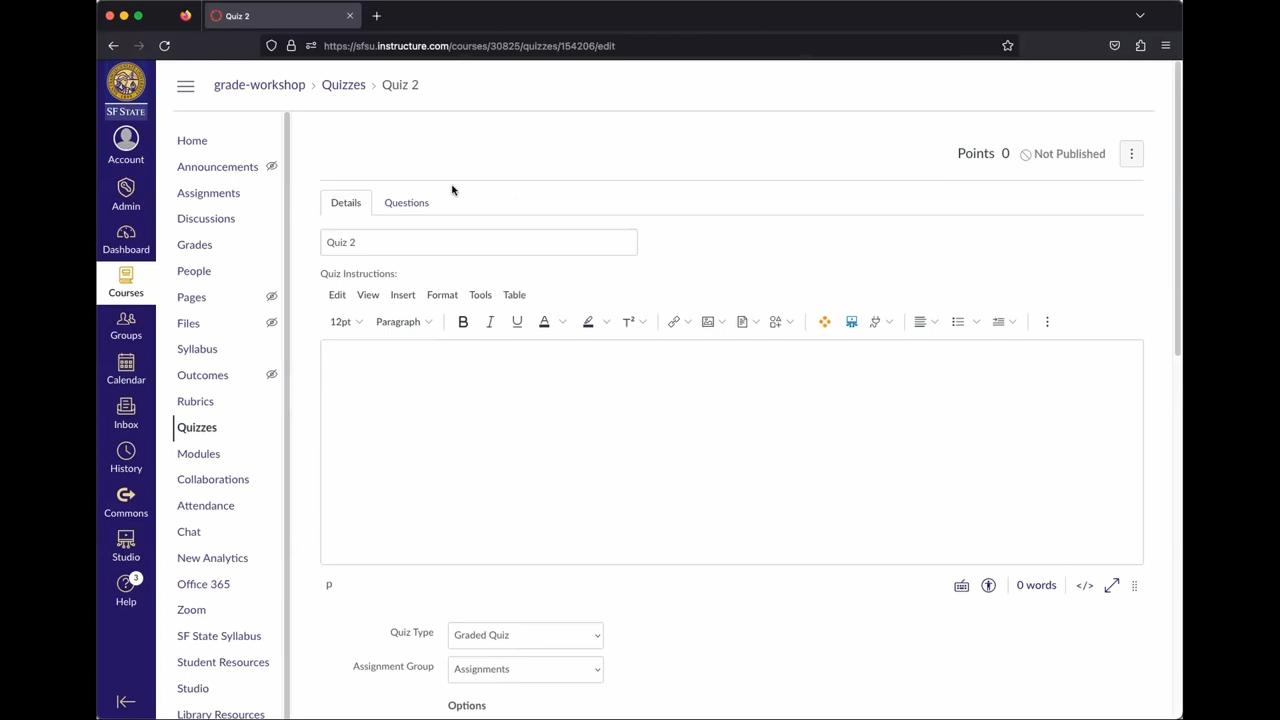 Quiz 2
https://sfsu.instructure.com/courses/30825/quizzes/154206/edit
SF STATE
Account
Admin
Dashboard
Courses
Groups
Calendar
Inbox
History
Commons
Studio
3
Help
grade-workshop › Quizzes › Quiz 2
Home
Announcements
Assignments
Discussions
Grades
People
Pages
Files
Syllabus
Outcomes
Rubrics
Quizzes
Modules
Collaborations
Attendance
Chat
New Analytics
Office 365
Zoom
SF State Syllabus
Student Resources
Studio
Library Resources
Points 0 Not Published
Details Questions
Quiz 2
Quiz Instructions:
Edit View Insert Format Tools Table
12pt Paragraph B I U A T²
p 0 words </>
Quiz Type Graded Quiz
Assignment Group Assignments
Options